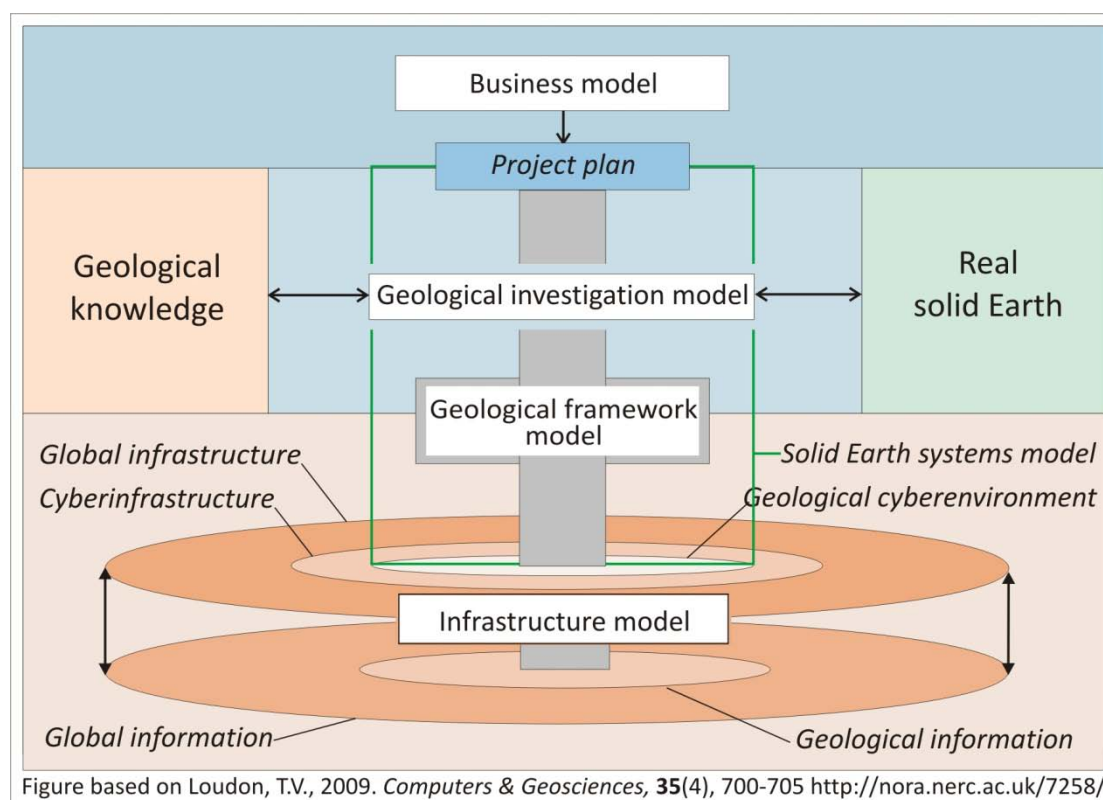 Business model
Project plan
Geological
knowledge
Geological investigation model
Real
solid Earth
Geological framework
model
Global infrastructure
Solid Earth systems model
Cyberinfrastructure
Geological cyberenvironment
Infrastructure model
Global information
Geological information
Figure based on Loudon, T.V., 2009. Computers & Geosciences, 35(4), 700-705 http://nora.nerc.ac.uk/7258/